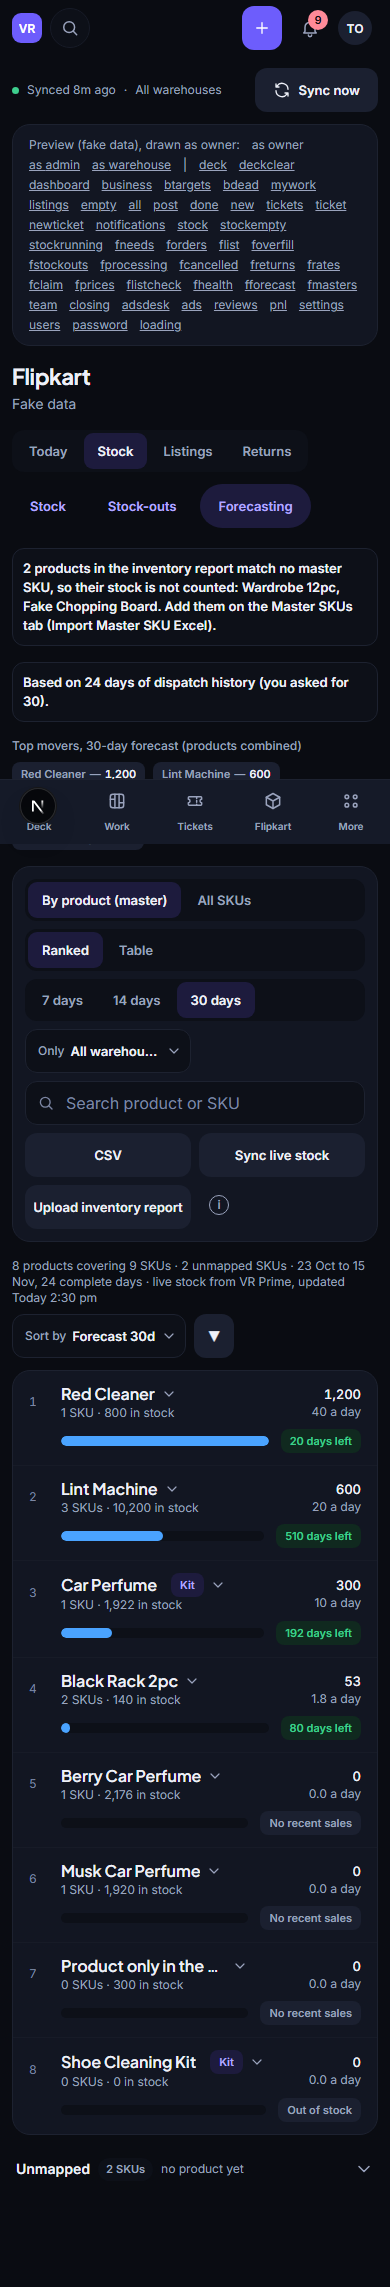 VR
9
TO
Synced 8m ago · All warehouses
Sync now
Preview (fake data), drawn as owner: as owner
as admin as warehouse | deck deckclear
dashboard business btargets bdead mywork
listings empty all post done new tickets ticket
newticket notifications stock stockempty
stockrunning fneeds forders flist foverfill
fstockouts fprocessing fcancelled freturns frates
fclaim fprices flistcheck fhealth fforecast fmasters
team closing adsdesk ads reviews pnl settings
users password loading
Flipkart
Fake data
Today Stock Listings Returns
Stock Stock-outs Forecasting
2 products in the inventory report match no master
SKU, so their stock is not counted: Wardrobe 12pc,
Fake Chopping Board. Add them on the Master SKUs
tab (Import Master SKU Excel).
Based on 24 days of dispatch history (you asked for
30).
Top movers, 30-day forecast (products combined)
Red Cleaner — 1,200 Lint Machine — 600
N
Deck Work Tickets Flipkart More
By product (master) All SKUs
Ranked Table
7 days 14 days 30 days
Only All warehou...
Search product or SKU
CSV Sync live stock
Upload inventory report i
8 products covering 9 SKUs · 2 unmapped SKUs · 23 Oct to 15
Nov, 24 complete days · live stock from VR Prime, updated
Today 2:30 pm
Sort by Forecast 30d ▼
1 Red Cleaner 1,200
1 SKU · 800 in stock 40 a day
20 days left
2 Lint Machine 600
3 SKUs · 10,200 in stock 20 a day
510 days left
3 Car Perfume Kit 300
1 SKU · 1,922 in stock 10 a day
192 days left
4 Black Rack 2pc 53
2 SKUs · 140 in stock 1.8 a day
80 days left
5 Berry Car Perfume 0
1 SKU · 2,176 in stock 0.0 a day
No recent sales
6 Musk Car Perfume 0
1 SKU · 1,920 in stock 0.0 a day
No recent sales
7 Product only in the ... 0
0 SKUs · 300 in stock 0.0 a day
No recent sales
8 Shoe Cleaning Kit Kit 0
0 SKUs · 0 in stock 0.0 a day
Out of stock
Unmapped 2 SKUs no product yet